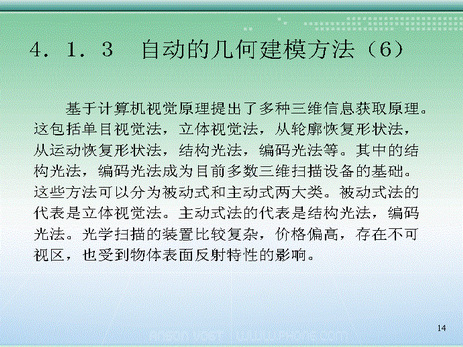 4．1．3　自动的几何建模方法（6）
基于计算机视觉原理提出了多种三维信息获取原理。
这包括单目视觉法，立体视觉法，从轮廓恢复形状法，
从运动恢复形状法，结构光法，编码光法等。其中的结
构光法，编码光法成为目前多数三维扫描设备的基础。
这些方法可以分为被动式和主动式两大类。被动式法的
代表是立体视觉法。主动式法的代表是结构光法，编码
光法。光学扫描的装置比较复杂，价格偏高，存在不可
视区，也受到物体表面反射特性的影响。
14